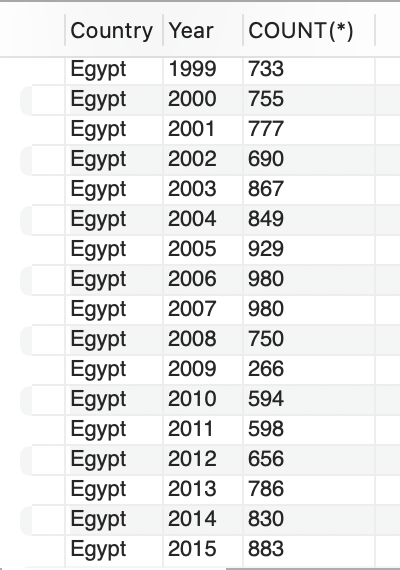 Country Year COUNT(*)
Egypt 1999 733
Egypt 2000 755
Egypt 2001 777
Egypt 2002 690
Egypt 2003 867
Egypt 2004 849
Egypt 2005 929
Egypt 2006 980
Egypt 2007 980
Egypt 2008 750
Egypt 2009 266
Egypt 2010 594
Egypt 2011 598
Egypt 2012 656
Egypt 2013 786
Egypt 2014 830
Egypt 2015 883